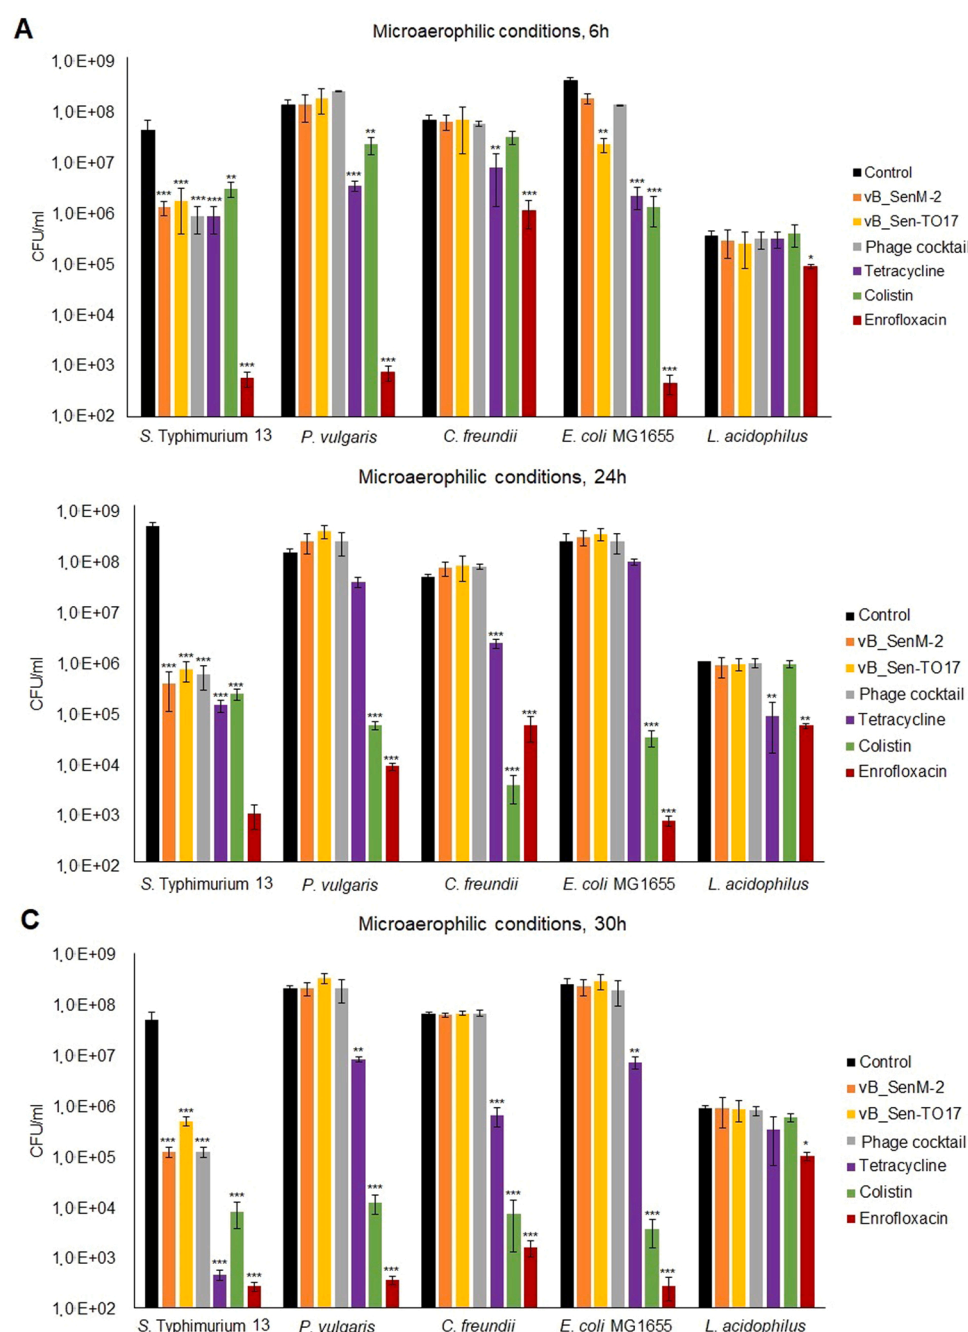 A
Microaerophilic conditions, 6h
CFU/ml
1,0E+09
1,0E+08
1,0E+07
1,0E+06
1,0E+05
1,0E+04
1,0E+03
1,0E+02
***
***
***
***
**
***
***
**
***
**
***
**
***
***
***
*
S. Typhimurium 13
P. vulgaris
C. freundii
E. coli MG1655
L. acidophilus
Control
vB_SenM-2
vB_Sen-TO17
Phage cocktail
Tetracycline
Colistin
Enrofloxacin
Microaerophilic conditions, 24h
CFU/ml
1,0E+09
1,0E+08
1,0E+07
1,0E+06
1,0E+05
1,0E+04
1,0E+03
1,0E+02
***
***
***
***
***
***
***
***
***
***
***
***
**
**
S. Typhimurium 13
P. vulgaris
C. freundii
E. coli MG1655
L. acidophilus
Control
vB_SenM-2
vB_Sen-TO17
Phage cocktail
Tetracycline
Colistin
Enrofloxacin
C
Microaerophilic conditions, 30h
CFU/ml
1,0E+09
1,0E+08
1,0E+07
1,0E+06
1,0E+05
1,0E+04
1,0E+03
1,0E+02
***
***
***
***
***
***
**
***
***
***
***
***
**
***
***
*
S. Typhimurium 13
P. vulgaris
C. freundii
E. coli MG1655
L. acidophilus
Control
vB_SenM-2
vB_Sen-TO17
Phage cocktail
Tetracycline
Colistin
Enrofloxacin